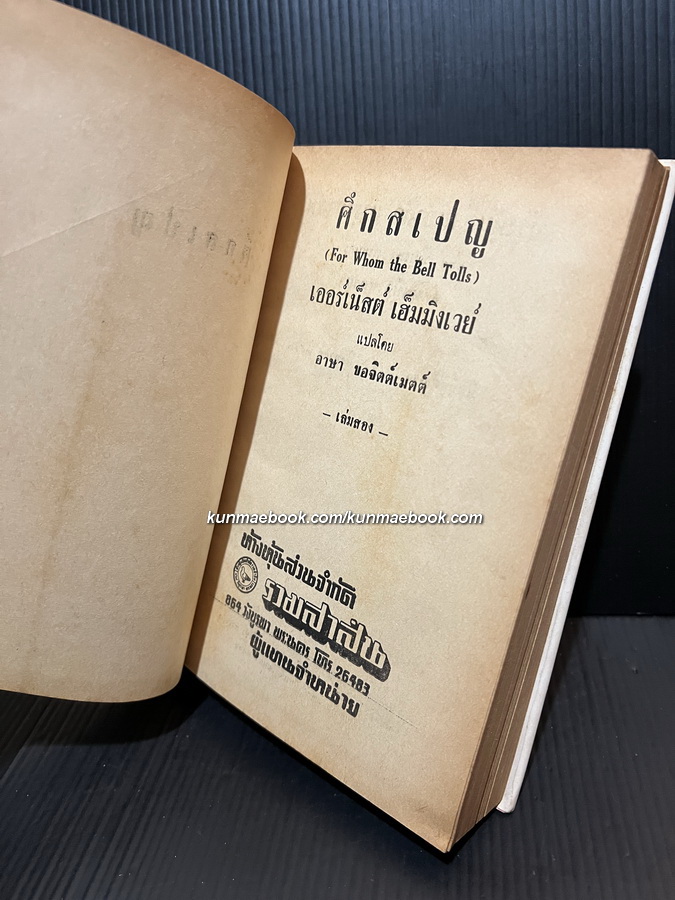 ศึกสเปญ
(For Whom the Bell Tolls)
เออร์เน็สต์ เฮ็มมิงเวย์
แปลโดย
อาษา ขอจิตต์เมตต์
– เล่มสอง –
kunmaebook.com/kunmaebook.com
ห้างหุ้นส่วนจำกัด
รวมสาส์น
864 วังบูรพา พระนคร โทร. 26483
ผู้แทนจำหน่าย